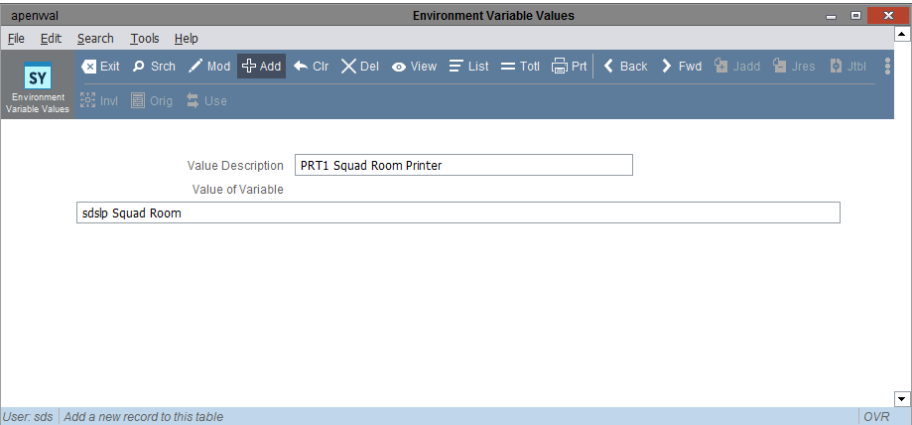 apenwal Environment Variable Values
File Edit Search Tools Help
SY Exit Srch Mod Add Clr Del View List Totl Prt Back Fwd Jadd Jres Jtbl
Environment Variable Values Invl Orig Use
Value Description PRT1 Squad Room Printer
Value of Variable
sdslp Squad Room
User: sds Add a new record to this table OVR